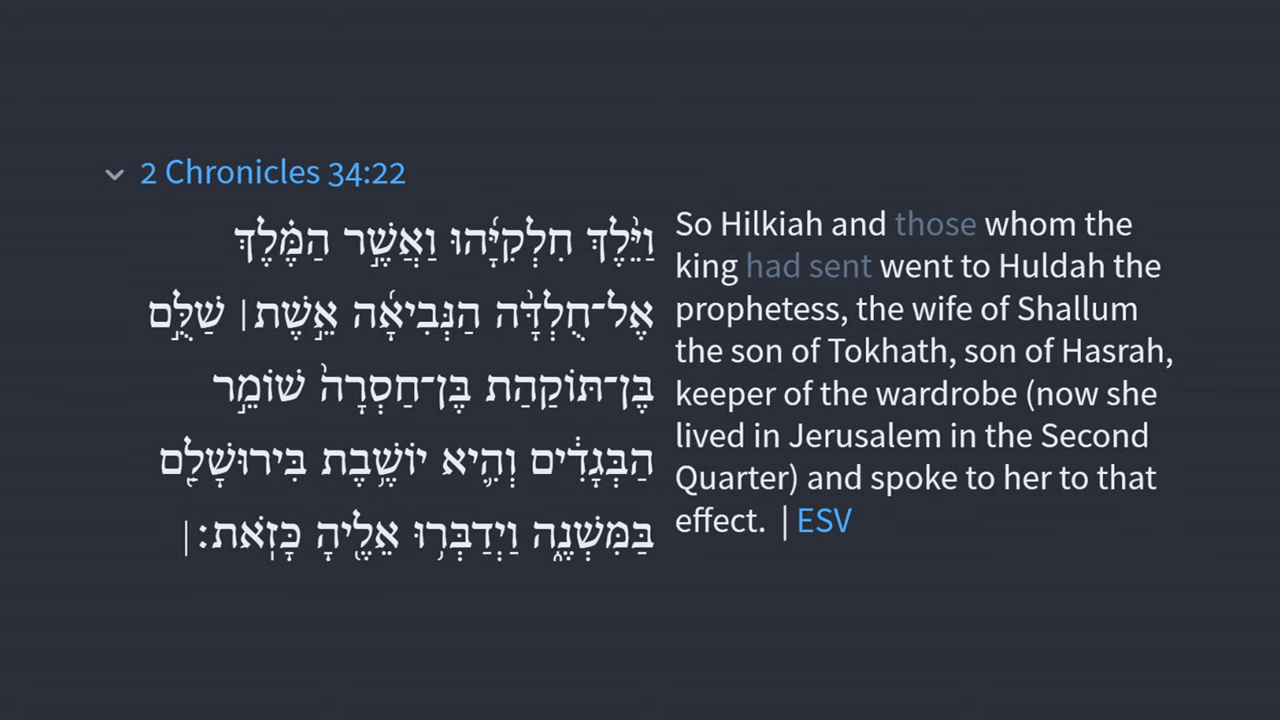 2 Chronicles 34:22
וַיֵּ֨לֶךְ חִלְקִיָּ֜הוּ וַאֲשֶׁ֣ר הַמֶּ֗לֶךְ
אֶל־חֻלְדָּ֨ה הַנְּבִיאָ֜ה אֵ֣שֶׁת׀ שַׁלֻּ֣ם
בֶּן־תּוֹקַהַת בֶּן־חַסְרָה֙ שׁוֹמֵ֣ר
הַבְּגָדִ֔ים וְהִ֛יא יוֹשֶׁ֥בֶת בִּירוּשָׁלִַ֖ם
בַּמִּשְׁנֶ֑ה וַיְדַבְּר֥וּ אֵלֶ֖יהָ כָּזֹֽאת׃ |
So Hilkiah and those whom the
king had sent went to Huldah the
prophetess, the wife of Shallum
the son of Tokhath, son of Hasrah,
keeper of the wardrobe (now she
lived in Jerusalem in the Second
Quarter) and spoke to her to that
effect. | ESV